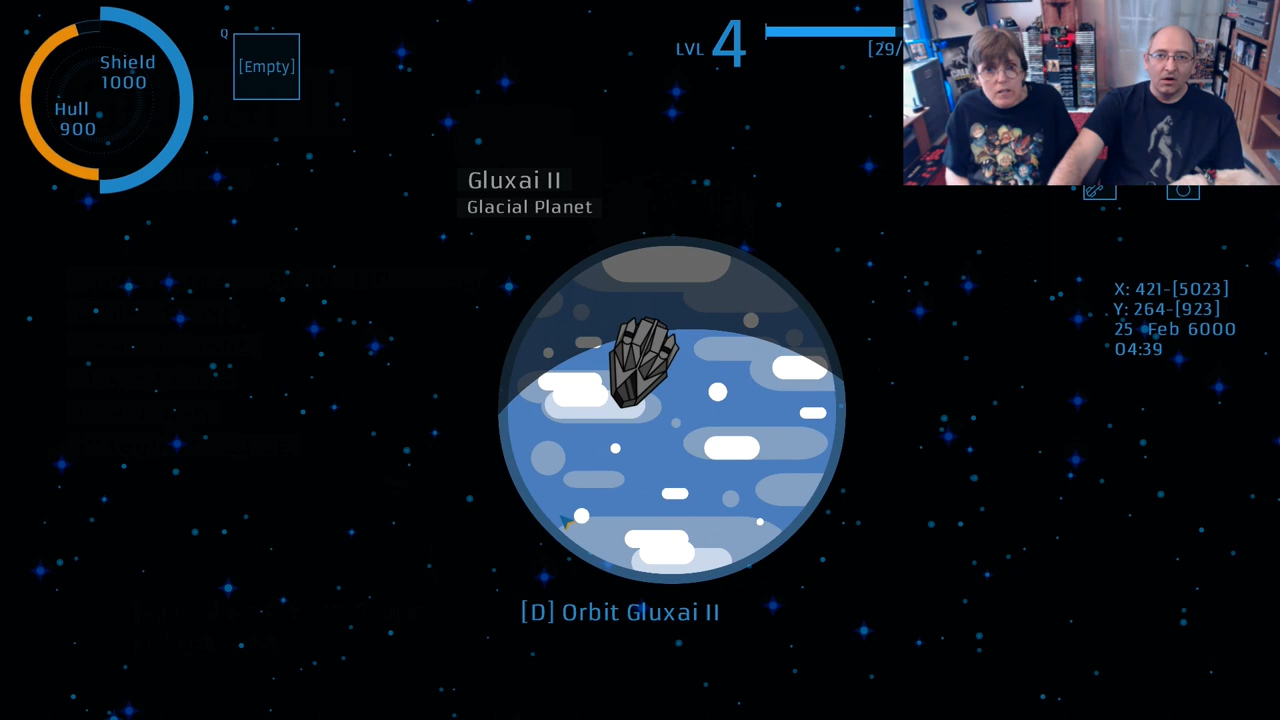 Shield
1000
Hull
900
Q
[Empty]
LVL 4
[29/
Gluxai II
Glacial Planet
X: 421-[5023]
Y: 264-[923]
25 Feb 6000
04:39
[D] Orbit Gluxai II